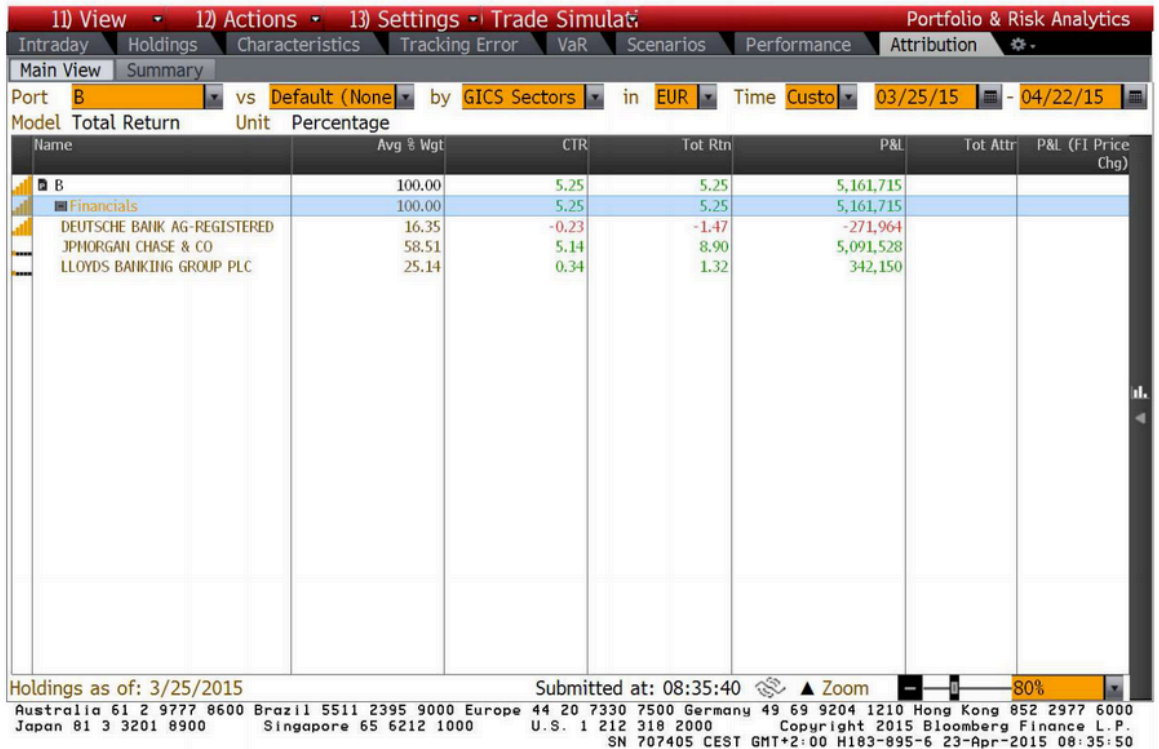 11) View 12) Actions 13) Settings Trade Simulati Portfolio & Risk Analytics
Intraday Holdings Characteristics Tracking Error VaR Scenarios Performance Attribution
Main View Summary
Port B vs Default (None by GICS Sectors in EUR Time Custo 03/25/15 - 04/22/15
Model Total Return Unit Percentage
Name Avg % Wgt CTR Tot Rtn P&L Tot Attr P&L (FI Price
Chg)
B 100.00 5.25 5.25 5,161,715
Financials 100.00 5.25 5.25 5,161,715
DEUTSCHE BANK AG-REGISTERED 16.35 -0.23 -1.47 -271,964
JPMORGAN CHASE & CO 58.51 5.14 8.90 5,091,528
LLOYDS BANKING GROUP PLC 25.14 0.34 1.32 342,150
Holdings as of: 3/25/2015 Submitted at: 08:35:40 Zoom 80%
Australia 61 2 9777 8600 Brazil 5511 2395 9000 Europe 44 20 7330 7500 Germany 49 69 9204 1210 Hong Kong 852 2977 6000
Japan 81 3 3201 8900 Singapore 65 6212 1000 U.S. 1 212 318 2000 Copyright 2015 Bloomberg Finance L.P.
SN 707405 CEST GMT+2:00 H183-895-6 23-Apr-2015 08:35:50